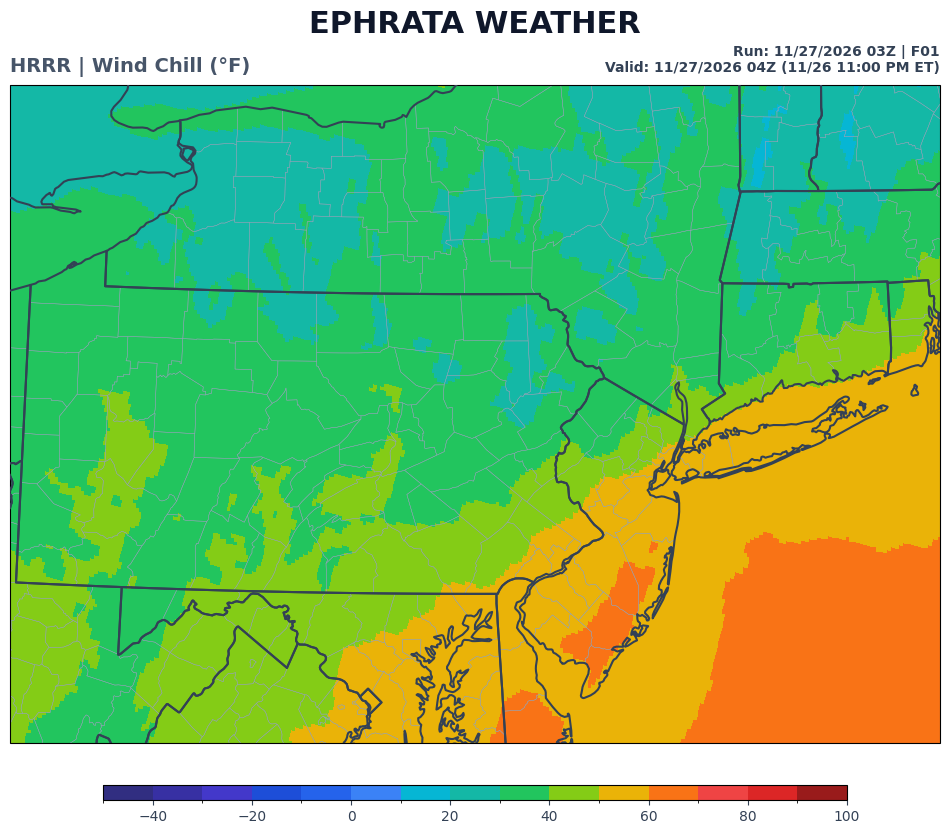 EPHRATA WEATHER
HRRR | Wind Chill (°F)
Run: 11/27/2026 03Z | F01
Valid: 11/27/2026 04Z (11/26 11:00 PM ET)
−40 −20 0 20 40 60 80 100